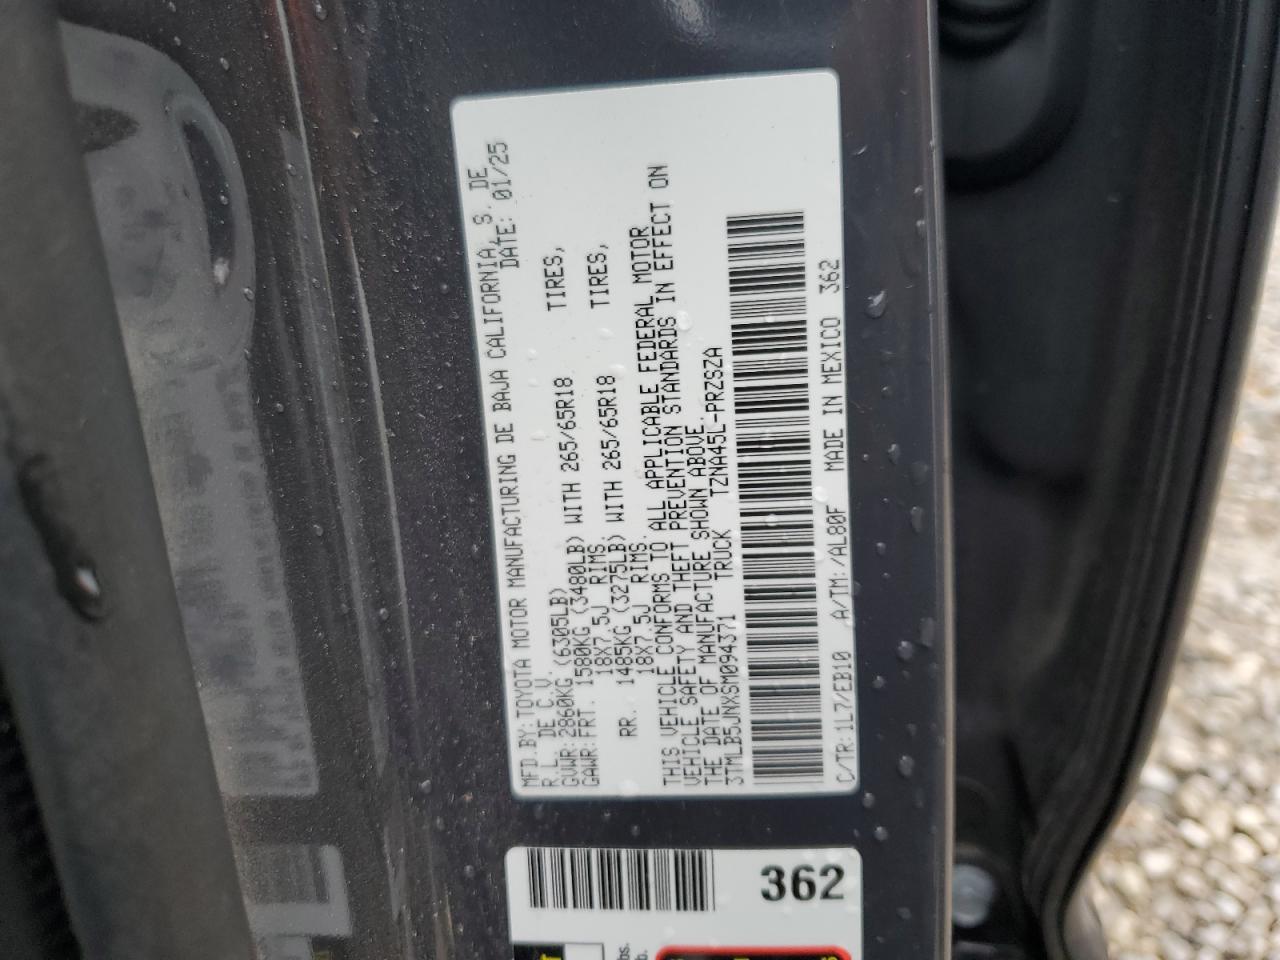 MFD.BY:TOYOTA MOTOR MANUFACTURING DE BAJA CALIFORNIA, S. DE
R.L. DE C.V. DATE: 01/25
GVWR:2860KG (6305LB)
GAWR:FRT. 1580KG (3480LB) WITH 265/65R18 TIRES,
18X7.5J RIMS.
RR. 1485KG (3275LB) WITH 265/65R18 TIRES,
18X7.5J RIMS.
THIS VEHICLE CONFORMS TO ALL APPLICABLE FEDERAL MOTOR
VEHICLE SAFETY AND THEFT PREVENTION STANDARDS IN EFFECT ON
THE DATE OF MANUFACTURE SHOWN ABOVE.
3TMLB5JNXSM094371 TRUCK TZNA45L-PRZSZA
C/TR:1L7/EB10 A/TM:/AL80F MADE IN MEXICO 362
362